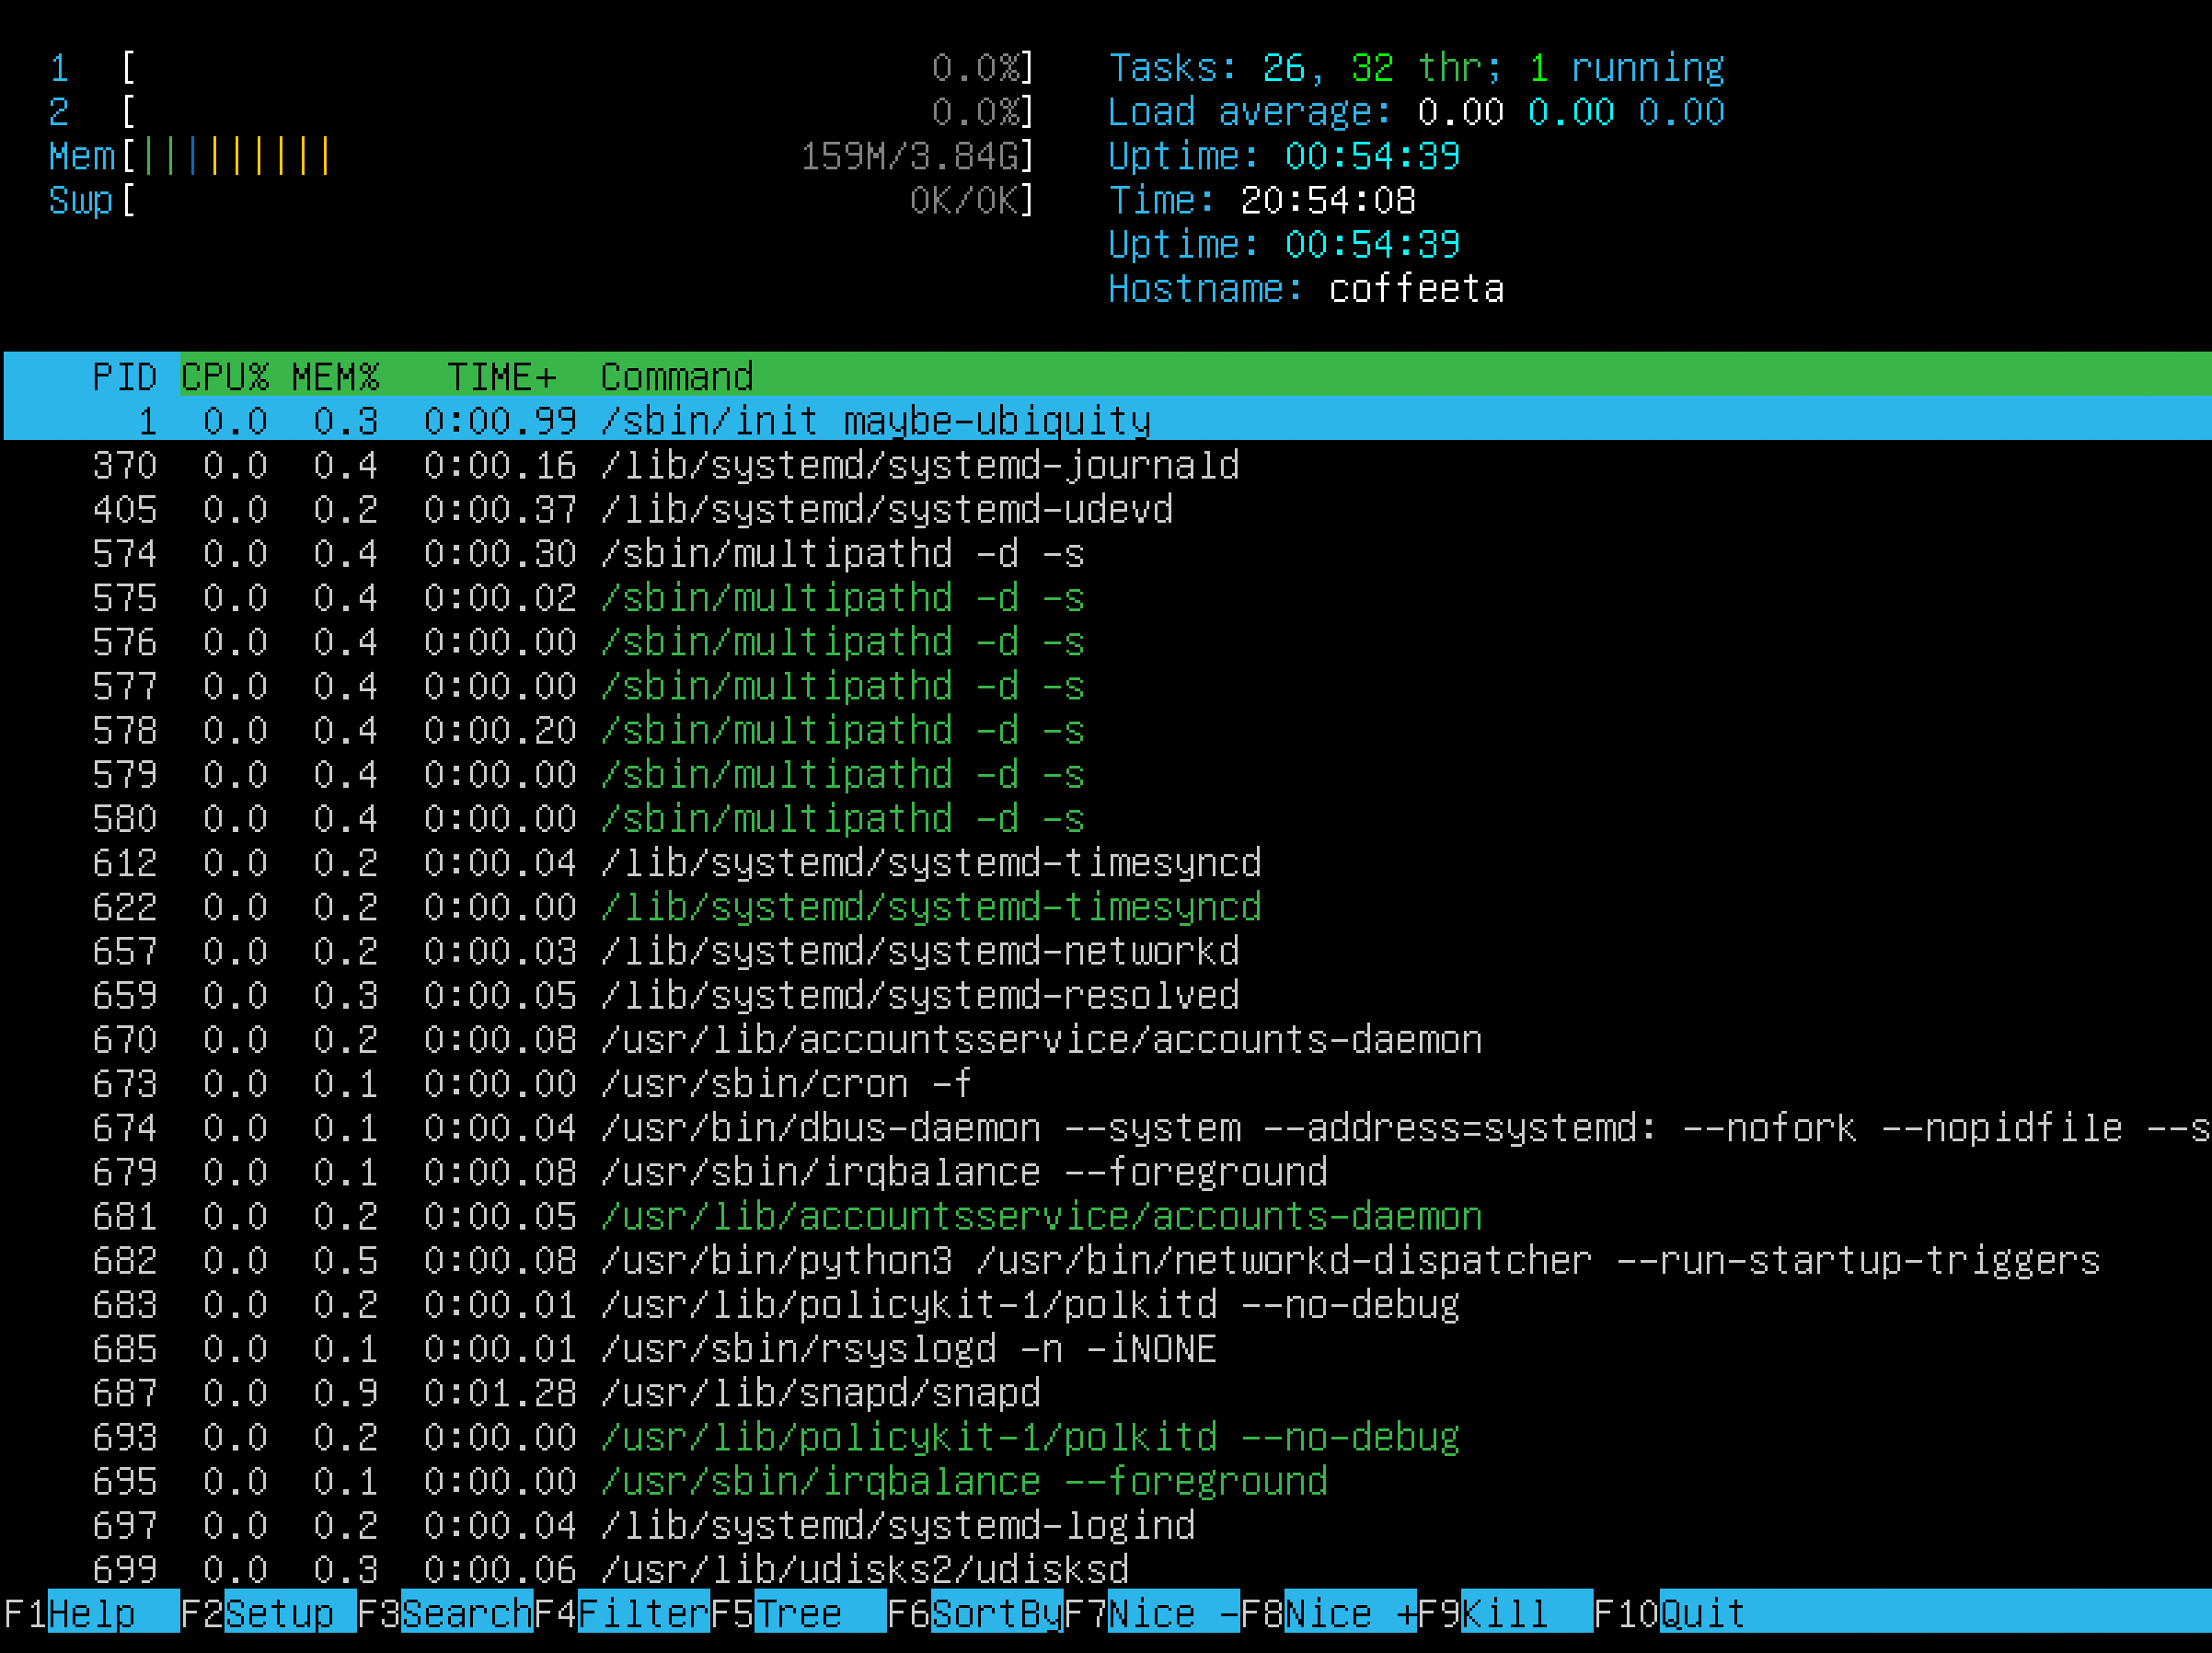 1 [ 0.0%] Tasks: 26, 32 thr; 1 running
2 [ 0.0%] Load average: 0.00 0.00 0.00
Mem[||||||||| 159M/3.84G] Uptime: 00:54:39
Swp[ 0K/0K] Time: 20:54:08
Uptime: 00:54:39
Hostname: coffeeta
PID CPU% MEM% TIME+ Command
1 0.0 0.3 0:00.99 /sbin/init maybe-ubiquity
370 0.0 0.4 0:00.16 /lib/systemd/systemd-journald
405 0.0 0.2 0:00.37 /lib/systemd/systemd-udevd
574 0.0 0.4 0:00.30 /sbin/multipathd -d -s
575 0.0 0.4 0:00.02 /sbin/multipathd -d -s
576 0.0 0.4 0:00.00 /sbin/multipathd -d -s
577 0.0 0.4 0:00.00 /sbin/multipathd -d -s
578 0.0 0.4 0:00.20 /sbin/multipathd -d -s
579 0.0 0.4 0:00.00 /sbin/multipathd -d -s
580 0.0 0.4 0:00.00 /sbin/multipathd -d -s
612 0.0 0.2 0:00.04 /lib/systemd/systemd-timesyncd
622 0.0 0.2 0:00.00 /lib/systemd/systemd-timesyncd
657 0.0 0.2 0:00.03 /lib/systemd/systemd-networkd
659 0.0 0.3 0:00.05 /lib/systemd/systemd-resolved
670 0.0 0.2 0:00.08 /usr/lib/accountsservice/accounts-daemon
673 0.0 0.1 0:00.00 /usr/sbin/cron -f
674 0.0 0.1 0:00.04 /usr/bin/dbus-daemon --system --address=systemd: --nofork --nopidfile --s
679 0.0 0.1 0:00.08 /usr/sbin/irqbalance --foreground
681 0.0 0.2 0:00.05 /usr/lib/accountsservice/accounts-daemon
682 0.0 0.5 0:00.08 /usr/bin/python3 /usr/bin/networkd-dispatcher --run-startup-triggers
683 0.0 0.2 0:00.01 /usr/lib/policykit-1/polkitd --no-debug
685 0.0 0.1 0:00.01 /usr/sbin/rsyslogd -n -iNONE
687 0.0 0.9 0:01.28 /usr/lib/snapd/snapd
693 0.0 0.2 0:00.00 /usr/lib/policykit-1/polkitd --no-debug
695 0.0 0.1 0:00.00 /usr/sbin/irqbalance --foreground
697 0.0 0.2 0:00.04 /lib/systemd/systemd-logind
699 0.0 0.3 0:00.06 /usr/lib/udisks2/udisksd
F1Help F2Setup F3SearchF4FilterF5Tree F6SortByF7Nice -F8Nice +F9Kill F10Quit